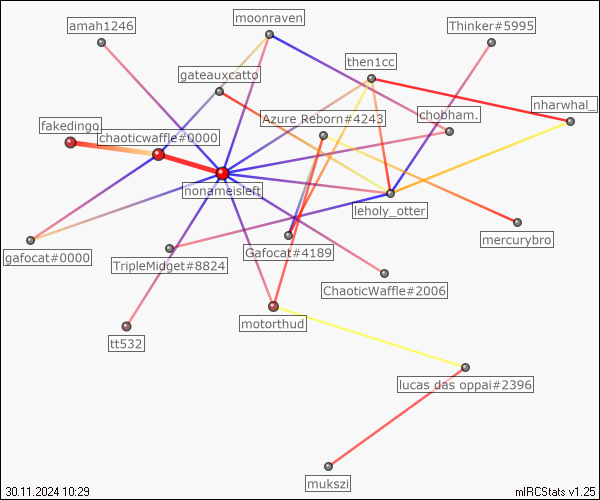 moonraven
amah1246
Thinker#5995
then1cc
gateauxcatto
nharwhal_
Azure Reborn#4243
chobham.
fakedingo
chaoticwaffle#0000
nonameisleft
leholy_otter
mercurybro
gafocat#0000
Gafocat#4189
TripleMidget#8824
ChaoticWaffle#2006
motorthud
tt532
lucas das oppai#2396
mukszi
30.11.2024 10:29
mIRCStats v1.25